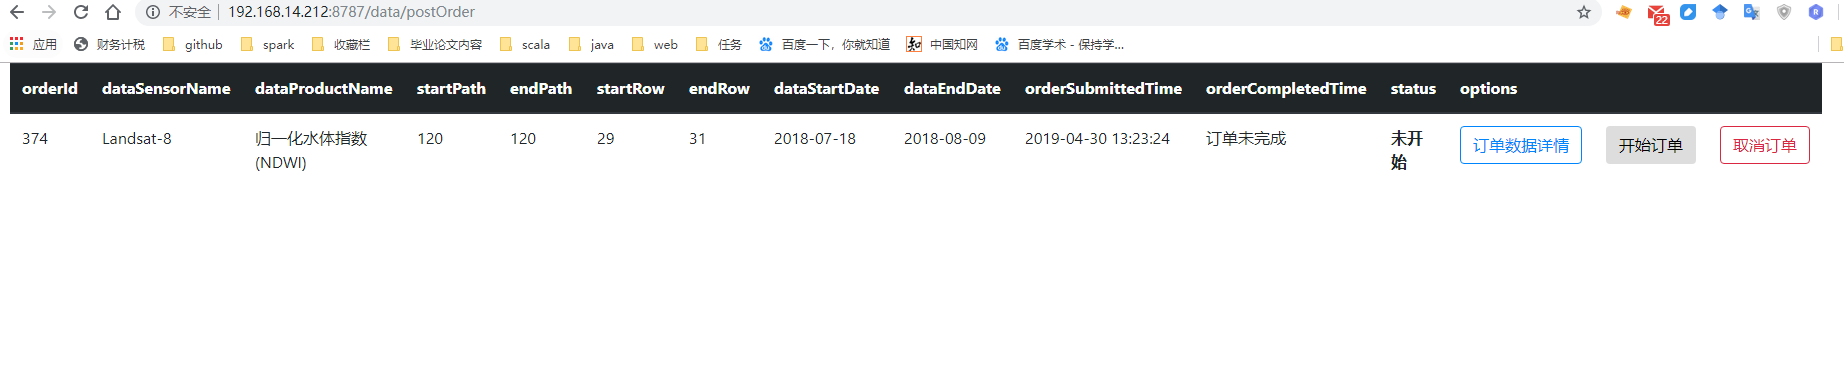 不安全 192.168.14.212:8787/data/postOrder
22
应用 财务计税 github spark 收藏栏 毕业论文内容 scala java web 任务 百度一下，你就知道 中国知网 百度学术 - 保持学...
orderId dataSensorName dataProductName startPath endPath startRow endRow dataStartDate dataEndDate orderSubmittedTime orderCompletedTime status options
374 Landsat-8 归一化水体指数 120 120 29 31 2018-07-18 2018-08-09 2019-04-30 13:23:24 订单未完成 未开 订单数据详情 开始订单 取消订单
(NDWI) 始